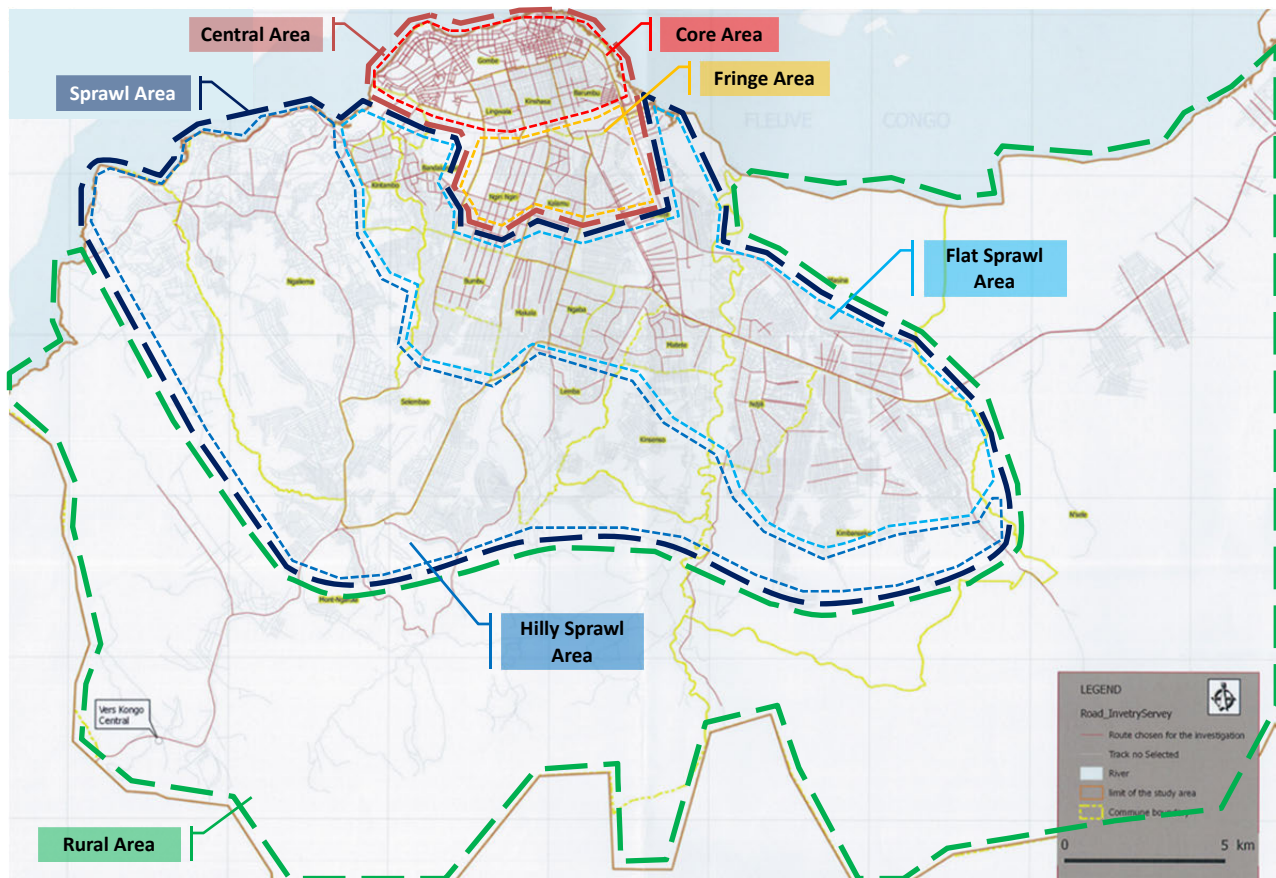 Central Area
Core Area
Sprawl Area
Fringe Area
Gombe
Kinshasa
Barumbu
Lingwala
FLEUVE CONGO
Kintambo
Ngiri Ngiri
Kalamu
Flat Sprawl
Area
Ngaliema
Bumbu
Makala
Ngaba
Matete
Selembao
Lemba
Ndjili
Kinsenso
Kimbanseke
N'sele
Mont-Ngafula
Hilly Sprawl
Area
Vers Kongo
Central
Rural Area
LEGEND
Road_InvetryServey
Route chosen for the investigation
Track no Selected
River
limit of the study area
Commune boundary
0 5 km